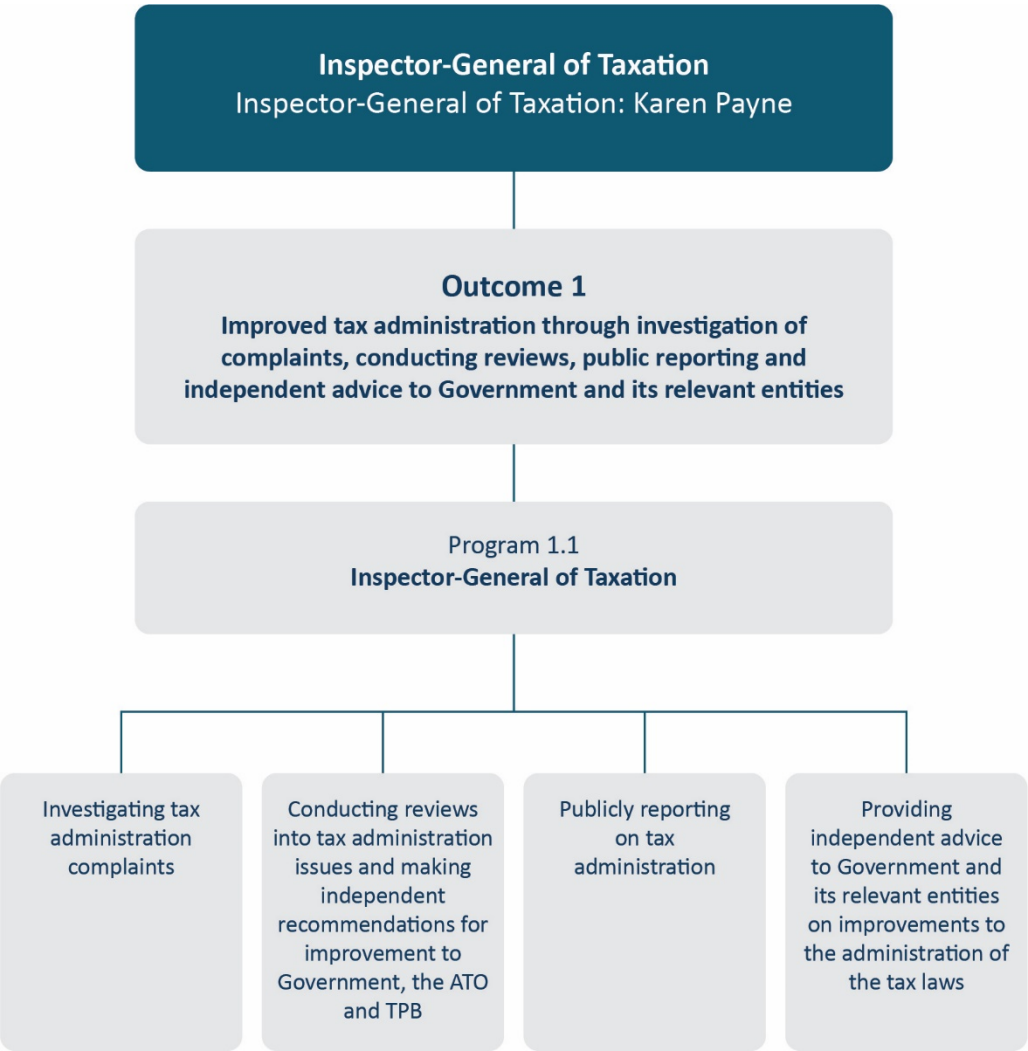 Inspector-General of Taxation
Inspector-General of Taxation: Karen Payne
Outcome 1
Improved tax administration through investigation of
complaints, conducting reviews, public reporting and
independent advice to Government and its relevant entities
Program 1.1
Inspector-General of Taxation
Investigating tax
administration
complaints
Conducting reviews
into tax administration
issues and making
independent
recommendations for
improvement to
Government, the ATO
and TPB
Publicly reporting
on tax
administration
Providing
independent advice
to Government and
its relevant entities
on improvements to
the administration of
the tax laws